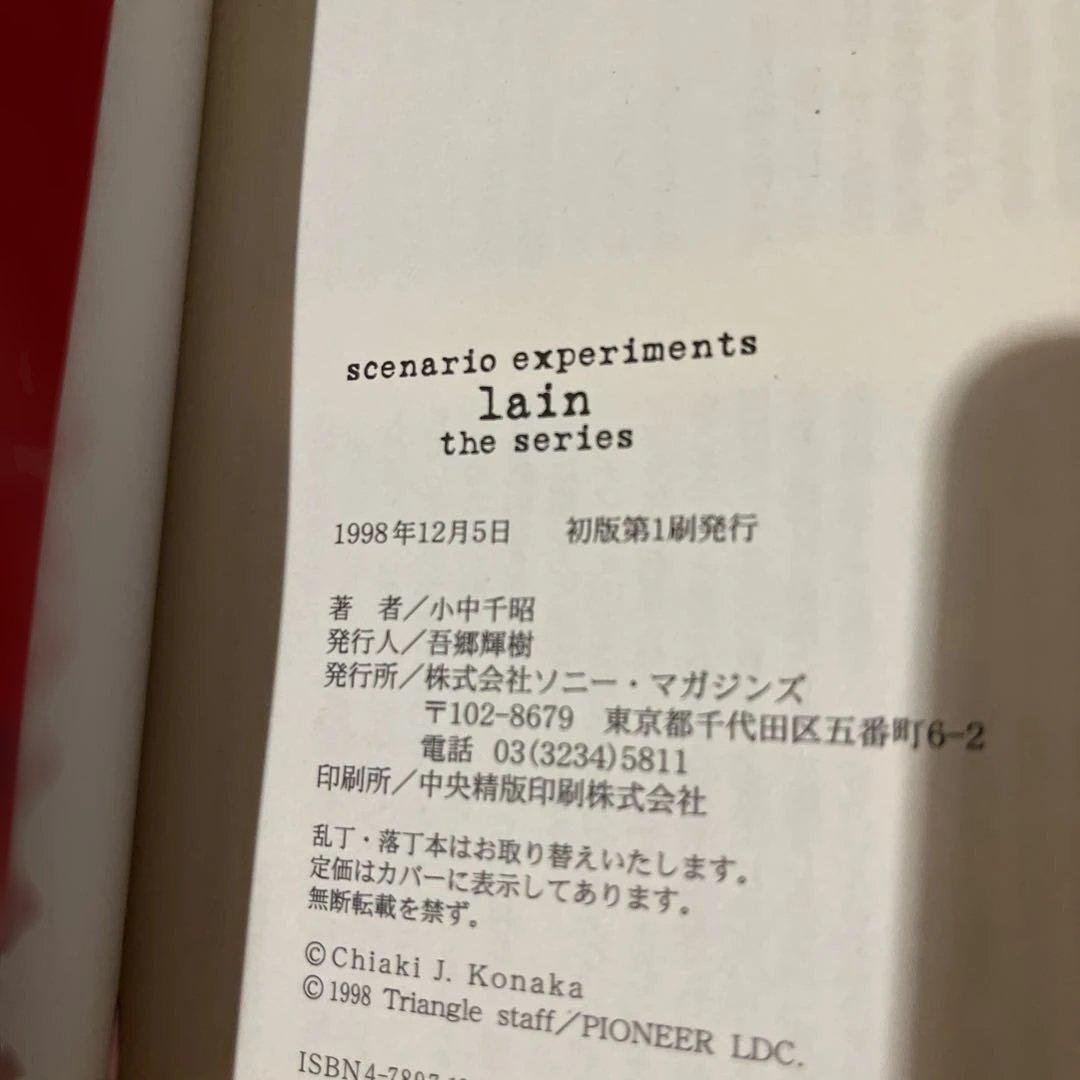 scenario experiments
lain
the series
1998年12月5日　初版第1刷発行
著　者／小中千昭
発行人／吾郷輝樹
発行所／株式会社ソニー・マガジンズ
〒102-8679　東京都千代田区五番町6-2
電話　03(3234)5811
印刷所／中央精版印刷株式会社
乱丁・落丁本はお取り替えいたします。
定価はカバーに表示してあります。
無断転載を禁ず。
©Chiaki J. Konaka
©1998 Triangle staff/PIONEER LDC.
ISBN4-7897